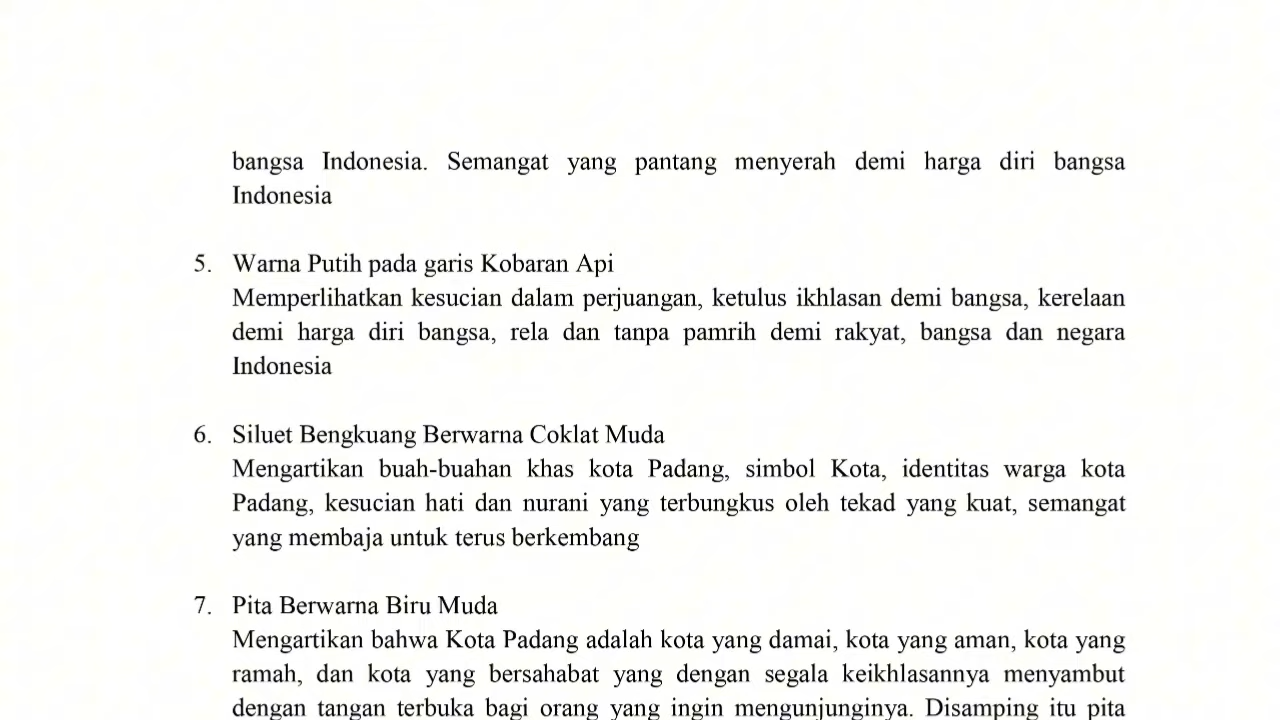 bangsa Indonesia. Semangat yang pantang menyerah demi harga diri bangsa
Indonesia
5. Warna Putih pada garis Kobaran Api
Memperlihatkan kesucian dalam perjuangan, ketulus ikhlasan demi bangsa, kerelaan
demi harga diri bangsa, rela dan tanpa pamrih demi rakyat, bangsa dan negara
Indonesia
6. Siluet Bengkuang Berwarna Coklat Muda
Mengartikan buah-buahan khas kota Padang, simbol Kota, identitas warga kota
Padang, kesucian hati dan nurani yang terbungkus oleh tekad yang kuat, semangat
yang membaja untuk terus berkembang
7. Pita Berwarna Biru Muda
Mengartikan bahwa Kota Padang adalah kota yang damai, kota yang aman, kota yang
ramah, dan kota yang bersahabat yang dengan segala keikhlasannya menyambut
dengan tangan terbuka bagi orang yang ingin mengunjunginya. Disamping itu pita